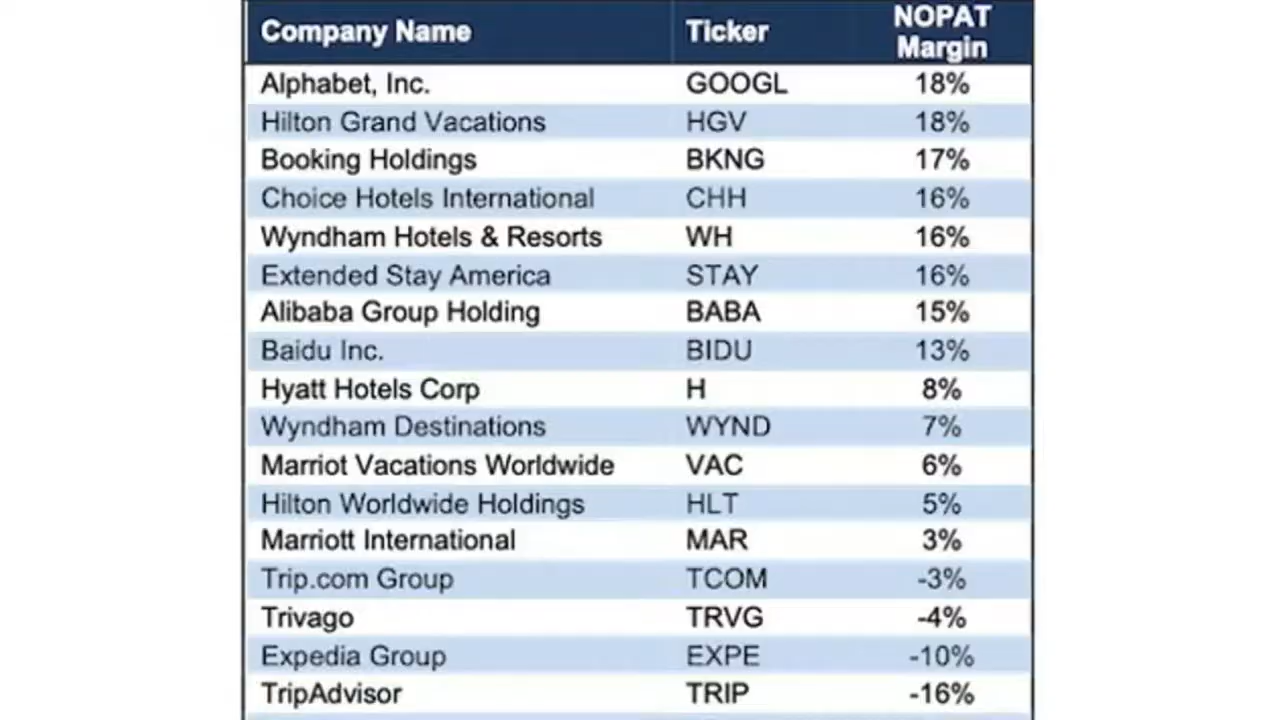 Company Name Ticker NOPAT Margin
Alphabet, Inc. GOOGL 18%
Hilton Grand Vacations HGV 18%
Booking Holdings BKNG 17%
Choice Hotels International CHH 16%
Wyndham Hotels & Resorts WH 16%
Extended Stay America STAY 16%
Alibaba Group Holding BABA 15%
Baidu Inc. BIDU 13%
Hyatt Hotels Corp H 8%
Wyndham Destinations WYND 7%
Marriot Vacations Worldwide VAC 6%
Hilton Worldwide Holdings HLT 5%
Marriott International MAR 3%
Trip.com Group TCOM -3%
Trivago TRVG -4%
Expedia Group EXPE -10%
TripAdvisor TRIP -16%